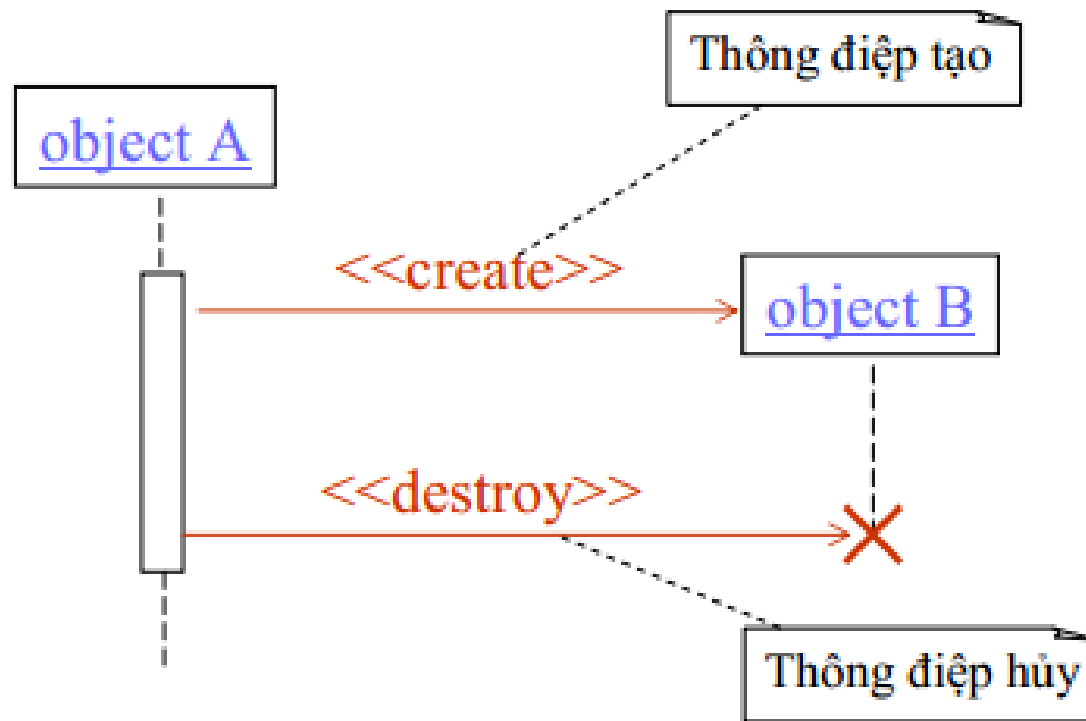 Thông điệp tạo
object A
<<create>>
object B
<<destroy>>
Thông điệp hủy